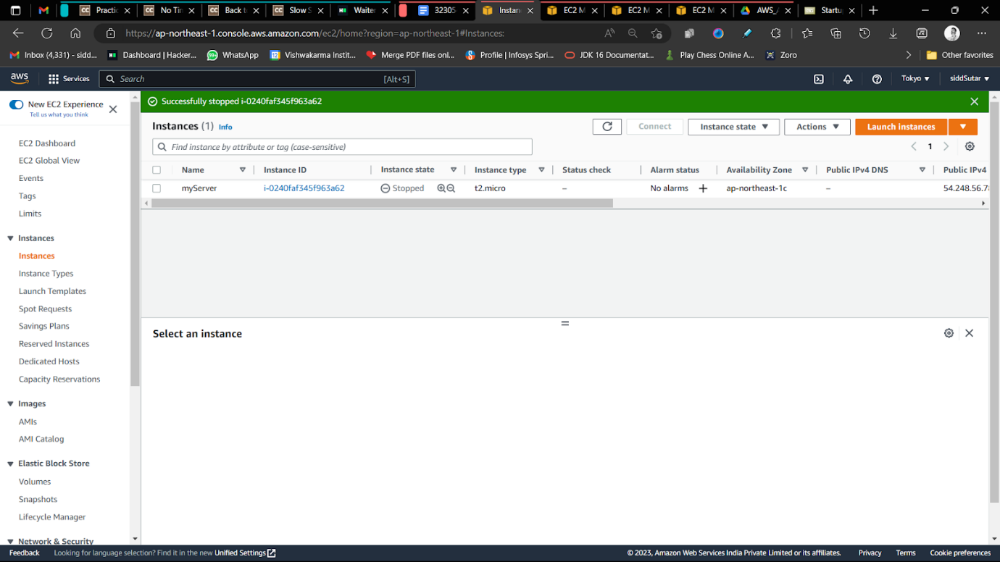 Practic
No Tim
Back to
Slow S
Waiter
32305
Instan
EC2 M
EC2 M
EC2 M
AWS_A
Startup
https://ap-northeast-1.console.aws.amazon.com/ec2/home?region=ap-northeast-1#Instances:
Inbox (4,331) - sidd...
Dashboard | Hacker...
WhatsApp
Vishwakarma Instit...
Merge PDF files onl...
Profile | Infosys Spri...
JDK 16 Documentat...
Play Chess Online A...
Zoro
Other favorites
aws
Services
Search
[Alt+S]
Tokyo
siddSutar
New EC2 Experience
Tell us what you think
EC2 Dashboard
EC2 Global View
Events
Tags
Limits
Instances
Instances
Instance Types
Launch Templates
Spot Requests
Savings Plans
Reserved Instances
Dedicated Hosts
Capacity Reservations
Images
AMIs
AMI Catalog
Elastic Block Store
Volumes
Snapshots
Lifecycle Manager
Network & Security
Successfully stopped i-0240faf345f963a62
Instances (1) Info
Connect
Instance state
Actions
Launch instances
Find instance by attribute or tag (case-sensitive)
1
Name Instance ID Instance state Instance type Status check Alarm status Availability Zone Public IPv4 DNS Public IPv4
myServer i-0240faf345f963a62 Stopped t2.micro – No alarms + ap-northeast-1c – 54.248.56.7
Select an instance
Feedback
Looking for language selection? Find it in the new Unified Settings
© 2023, Amazon Web Services India Private Limited or its affiliates.
Privacy
Terms
Cookie preferences